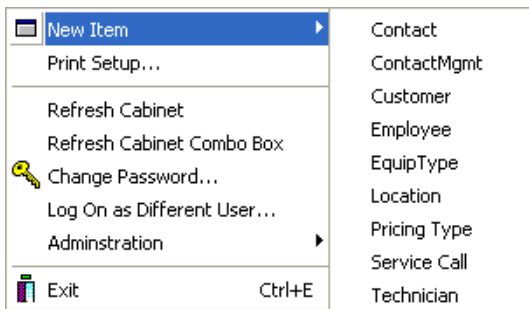 New Item
Print Setup...
Refresh Cabinet
Refresh Cabinet Combo Box
Change Password...
Log On as Different User...
Adminstration
Exit Ctrl+E
Contact
ContactMgmt
Customer
Employee
EquipType
Location
Pricing Type
Service Call
Technician